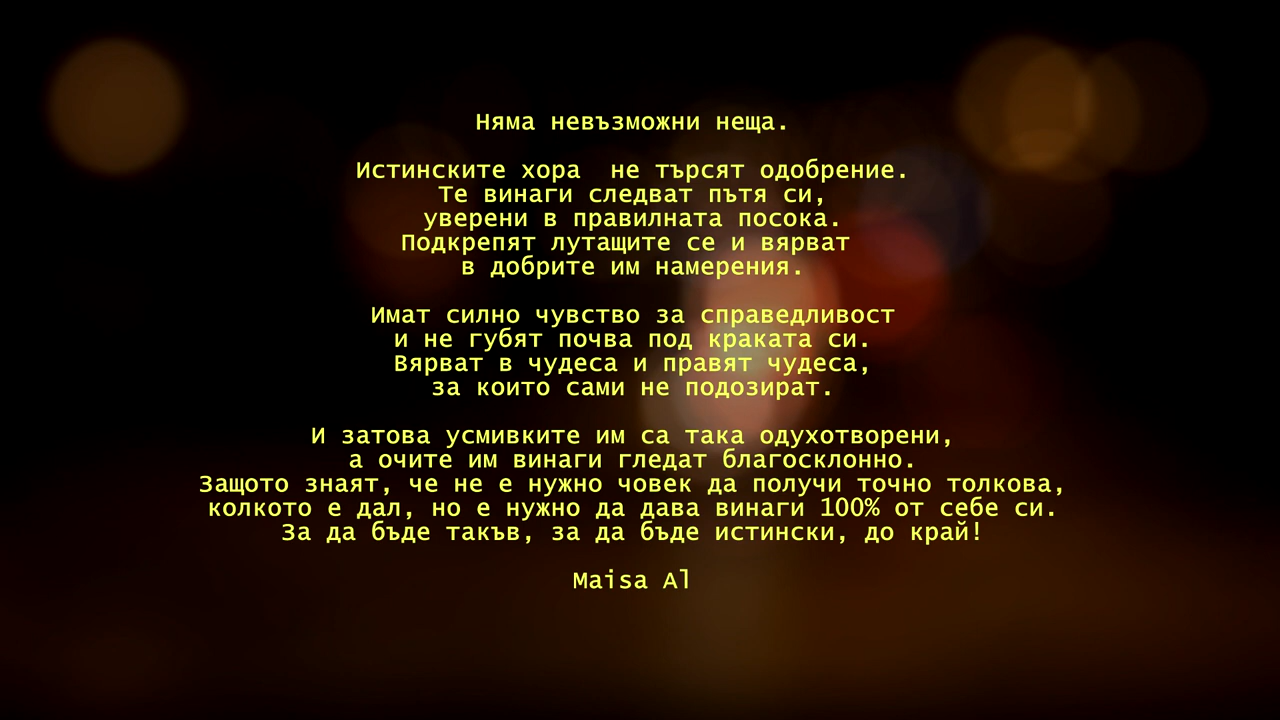 Няма невъзможни неща.
Истинските хора  не търсят одобрение.
Те винаги следват пътя си,
уверени в правилната посока.
Подкрепят лутащите се и вярват
в добрите им намерения.
Имат силно чувство за справедливост
и не губят почва под краката си.
Вярват в чудеса и правят чудеса,
за които сами не подозират.
И затова усмивките им са така одухотворени,
а очите им винаги гледат благосклонно.
Защото знаят, че не е нужно човек да получи точно толкова,
колкото е дал, но е нужно да дава винаги 100% от себе си.
За да бъде такъв, за да бъде истински, до край!
Maisa Al